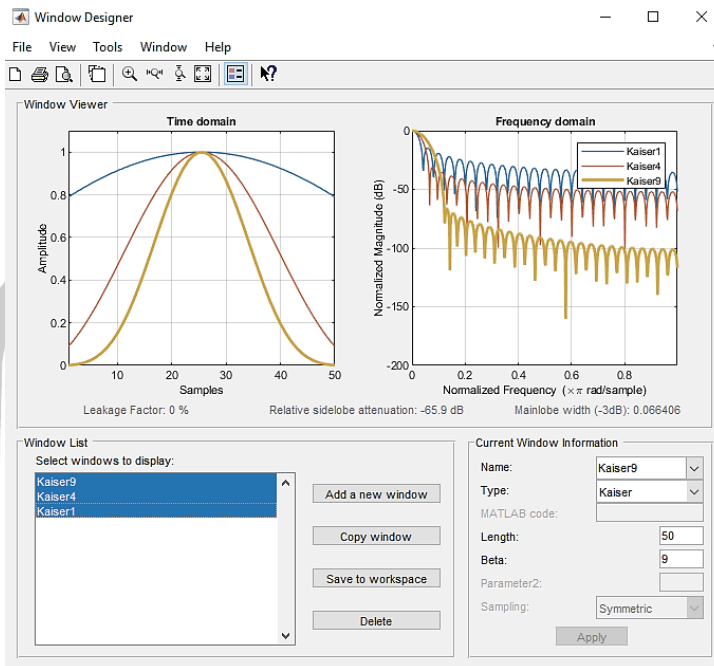 Window Designer
File View Tools Window Help
Window Viewer
Time domain
Amplitude
1
0.8
0.6
0.4
0.2
0
10 20 30 40 50
Samples
Frequency domain
Normalized Magnitude (dB)
0
-50
-100
-150
-200
Kaiser1
Kaiser4
Kaiser9
0 0.2 0.4 0.6 0.8
Normalized Frequency (×π rad/sample)
Leakage Factor: 0 % Relative sidelobe attenuation: -65.9 dB Mainlobe width (-3dB): 0.066406
Window List
Select windows to display:
Kaiser9
Kaiser4
Kaiser1
Add a new window
Copy window
Save to workspace
Delete
Current Window Information
Name: Kaiser9
Type: Kaiser
MATLAB code:
Length: 50
Beta: 9
Parameter2:
Sampling: Symmetric
Apply